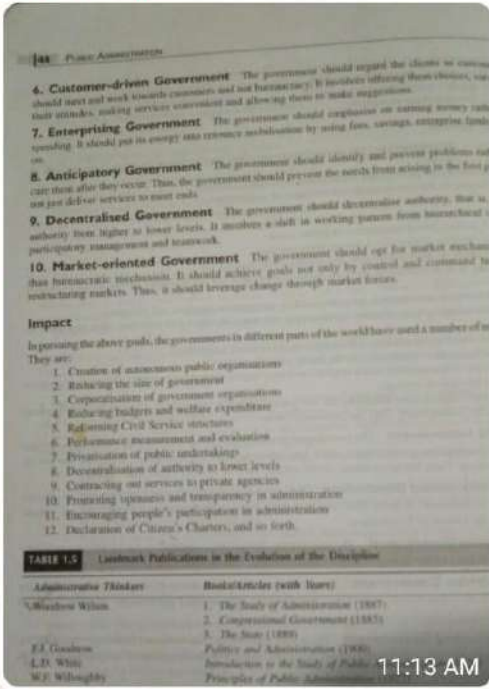 PUBLIC ADMINISTRATION
6. Customer-driven Government The government should regard the clients as
should meet and work towards customers and not bureaucracy. It involves offering them choices,
their attitudes, making services convenient and allowing them to make suggestions.
7. Enterprising Government The government should emphasise on earning money
spending. It should put its energy into resource mobilisation by using fees, savings, enterprise
on.
8. Anticipatory Government The government should identify and prevent problems
cure them after they occur. Thus, the government should prevent the needs from arising in the first
not just deliver services to meet ends.
9. Decentralised Government The government should decentralise authority, that is,
authority from higher to lower levels. It involves a shift in working pattern from hierarchical
participatory management and teamwork.
10. Market-oriented Government The government should opt for market
than bureaucratic mechanism. It should achieve goals not only by control and command
restructuring markets. Thus, it should leverage change through market forces.
Impact
In pursuing the above goals, the governments in different parts of the world have used a number of
They are:
1. Creation of autonomous public organisations
2. Reducing the size of government
3. Corporatisation of government organisations
4. Reducing budgets and welfare expenditure
5. Reforming Civil Service structures
6. Performance measurement and evaluation
7. Privatisation of public undertakings
8. Decentralisation of authority to lower levels
9. Contracting out services to private agencies
10. Promoting openness and transparency in administration
11. Encouraging people's participation in administration
12. Declaration of Citizen's Charters, and so forth.
TABLE 1.5 Landmark Publications in the Evolution of the Discipline
Administrative Thinkers Books/Articles (with Years)
Woodrow Wilson 1. The Study of Administration (1887)
2. Congressional Government (1885)
3. The State (1889)
F.J. Goodnow Politics and Administration (1900)
L.D. White Introduction to the Study of Public
W.F. Willoughby Principles of Public Administration
11:13 AM